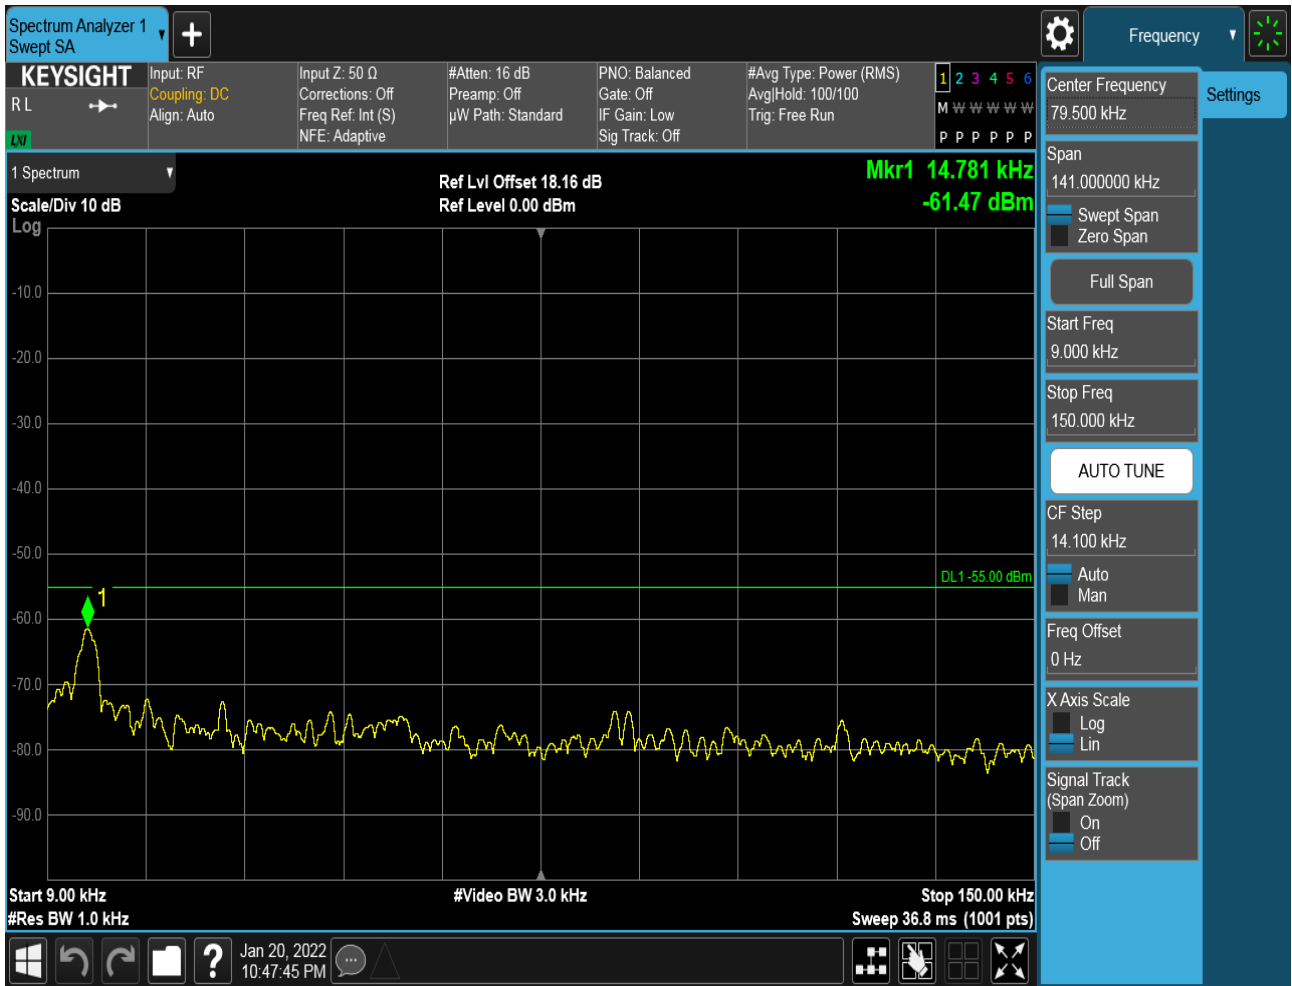 Spectrum Analyzer 1
Swept SA
Frequency
Settings
KEYSIGHT
R L
LXI
Input: RF
Coupling: DC
Align: Auto
Input Z: 50 Ω
Corrections: Off
Freq Ref: Int (S)
NFE: Adaptive
#Atten: 16 dB
Preamp: Off
µW Path: Standard
PNO: Balanced
Gate: Off
IF Gain: Low
Sig Track: Off
#Avg Type: Power (RMS)
Avg|Hold: 100/100
Trig: Free Run
1 2 3 4 5 6
M W W W W W
P P P P P P
1 Spectrum
Scale/Div 10 dB
Log
Ref Lvl Offset 18.16 dB
Ref Level 0.00 dBm
Mkr1 14.781 kHz
-61.47 dBm
-10.0
-20.0
-30.0
-40.0
-50.0
DL1 -55.00 dBm
1
-60.0
-70.0
-80.0
-90.0
Start 9.00 kHz
#Video BW 3.0 kHz
Stop 150.00 kHz
#Res BW 1.0 kHz
Sweep 36.8 ms (1001 pts)
Center Frequency
79.500 kHz
Span
141.000000 kHz
Swept Span
Zero Span
Full Span
Start Freq
9.000 kHz
Stop Freq
150.000 kHz
AUTO TUNE
CF Step
14.100 kHz
Auto
Man
Freq Offset
0 Hz
X Axis Scale
Log
Lin
Signal Track
(Span Zoom)
On
Off
?
Jan 20, 2022
10:47:45 PM